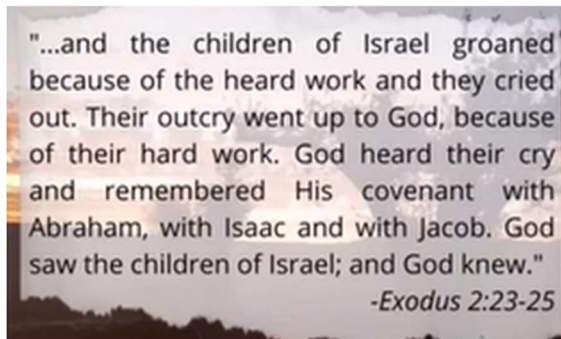 "...and the children of Israel groaned
because of the heard work and they cried
out. Their outcry went up to God, because
of their hard work. God heard their cry
and remembered His covenant with
Abraham, with Isaac and with Jacob. God
saw the children of Israel; and God knew."
-Exodus 2:23-25